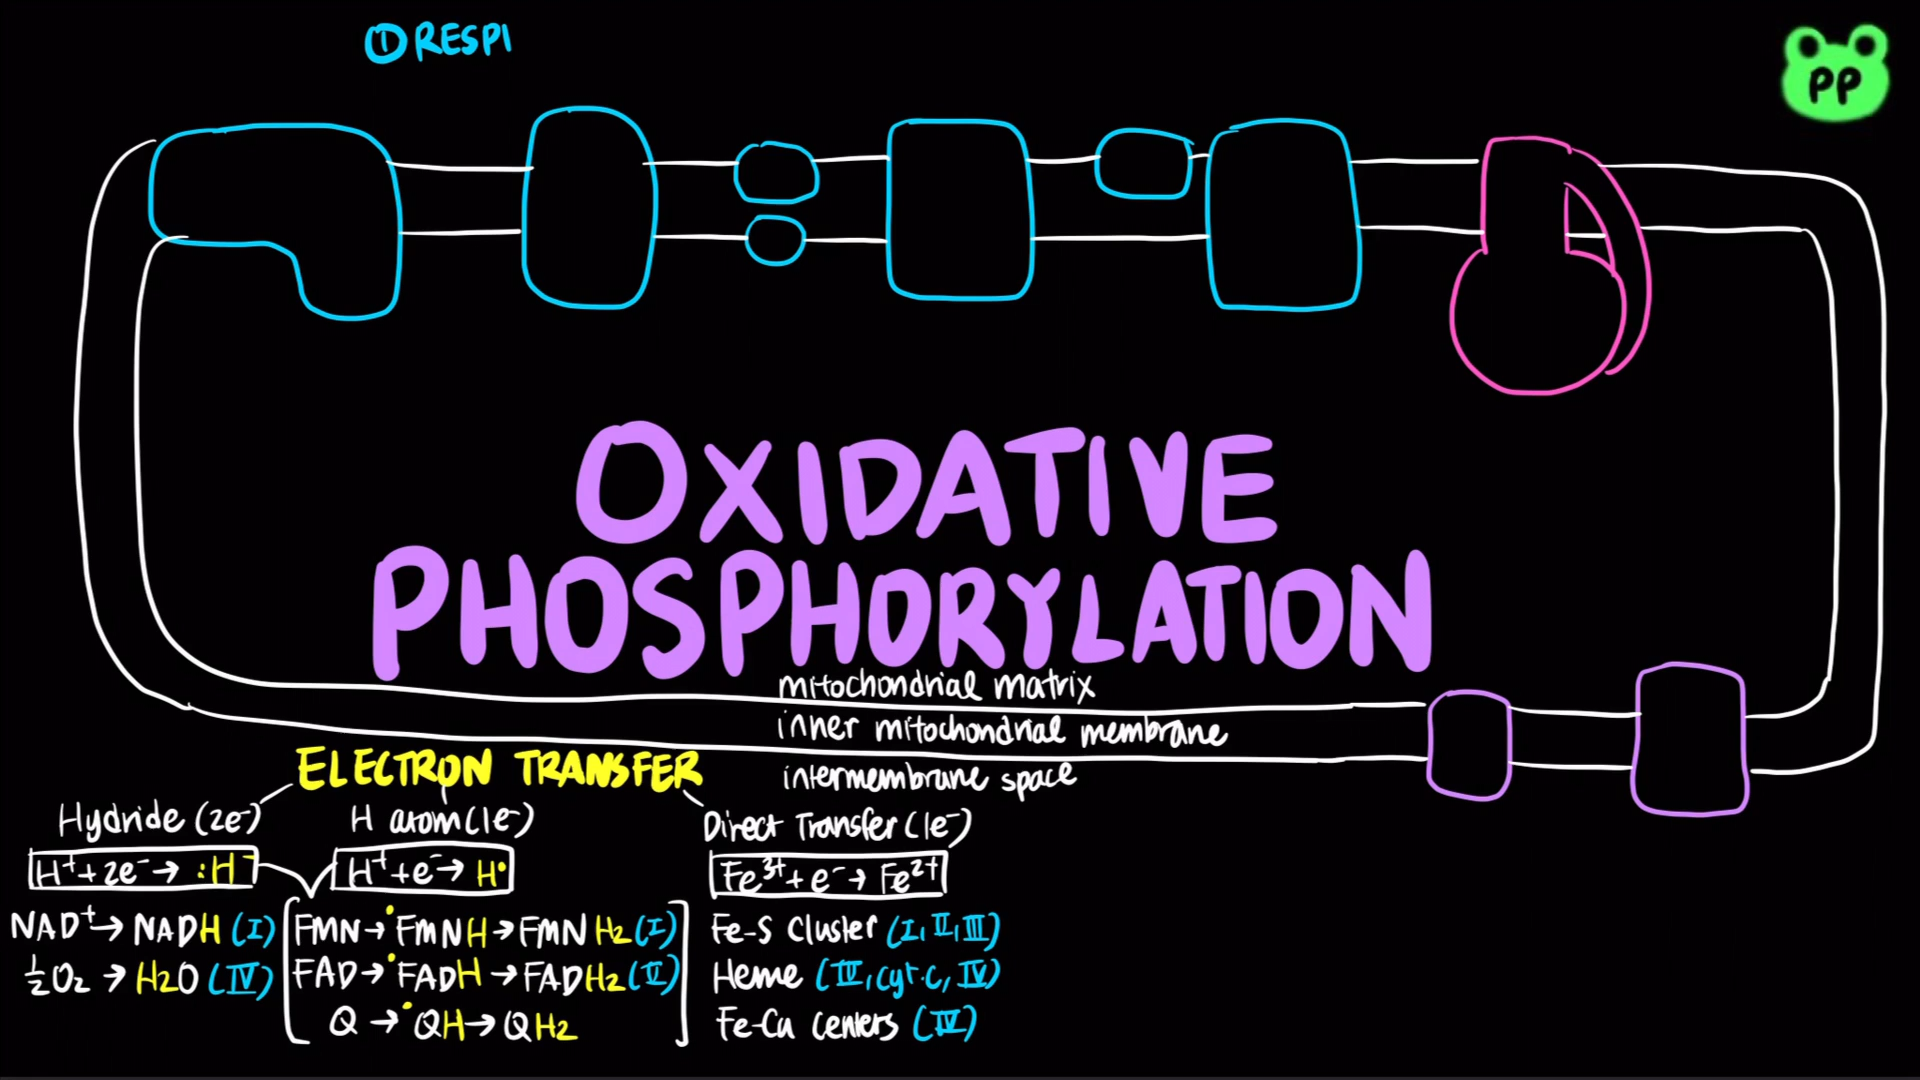 ① RESPI
PP
OXIDATIVE
PHOSPHORYLATION
mitochondrial matrix
inner mitochondrial membrane
intermembrane space
ELECTRON TRANSFER
Hydride (2e⁻)
H⁺ + 2e⁻ → :H⁻
NAD⁺ → NADH (I)
½O₂ → H₂O (IV)
H atom (1e⁻)
H⁺ + e⁻ → H•
FMN → •FMNH → FMNH₂ (I)
FAD → •FADH → FADH₂ (II)
Q → •QH → QH₂
Direct Transfer (1e⁻)
Fe³⁺ + e⁻ → Fe²⁺
Fe-S Cluster (I, II, III)
Heme (III, cyt. c, IV)
Fe-Cu Centers (IV)